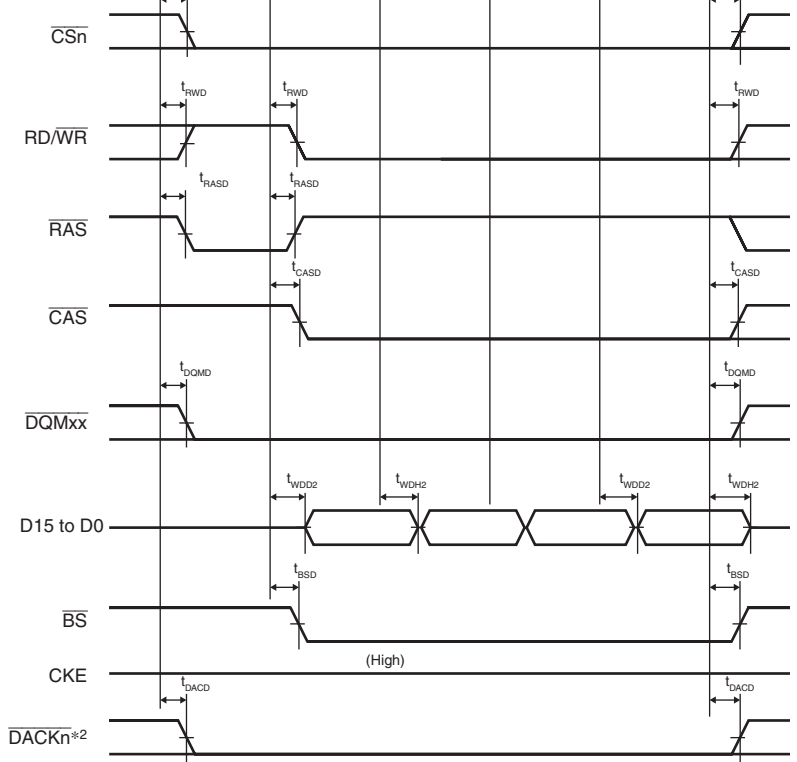 CSn
tRWD tRWD tRWD
RD/WR
tRASD tRASD
RAS
tCASD tCASD
CAS
tDQMD tDQMD
DQMxx
tWDD2 tWDH2 tWDD2 tWDH2
D15 to D0
tBSD tBSD
BS
(High)
CKE
tDACD tDACD
DACKn*2